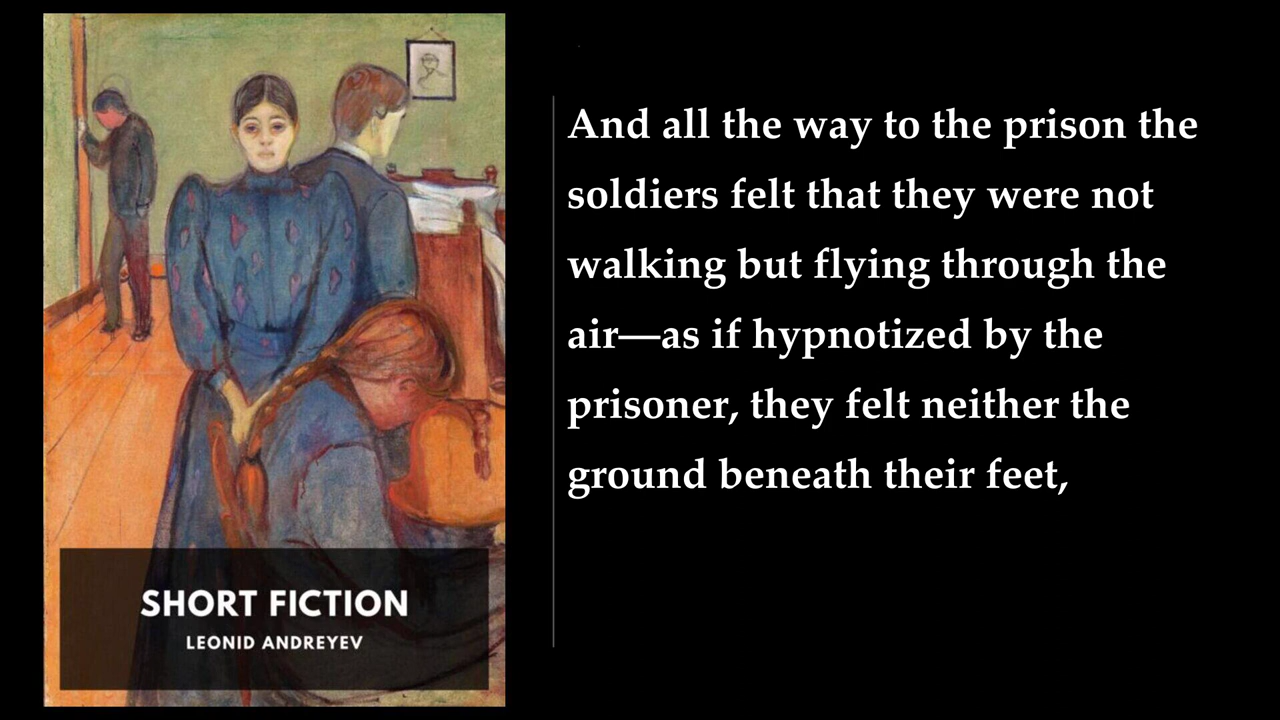 And all the way to the prison the
soldiers felt that they were not
walking but flying through the
air—as if hypnotized by the
prisoner, they felt neither the
ground beneath their feet,
SHORT FICTION
LEONID ANDREYEV